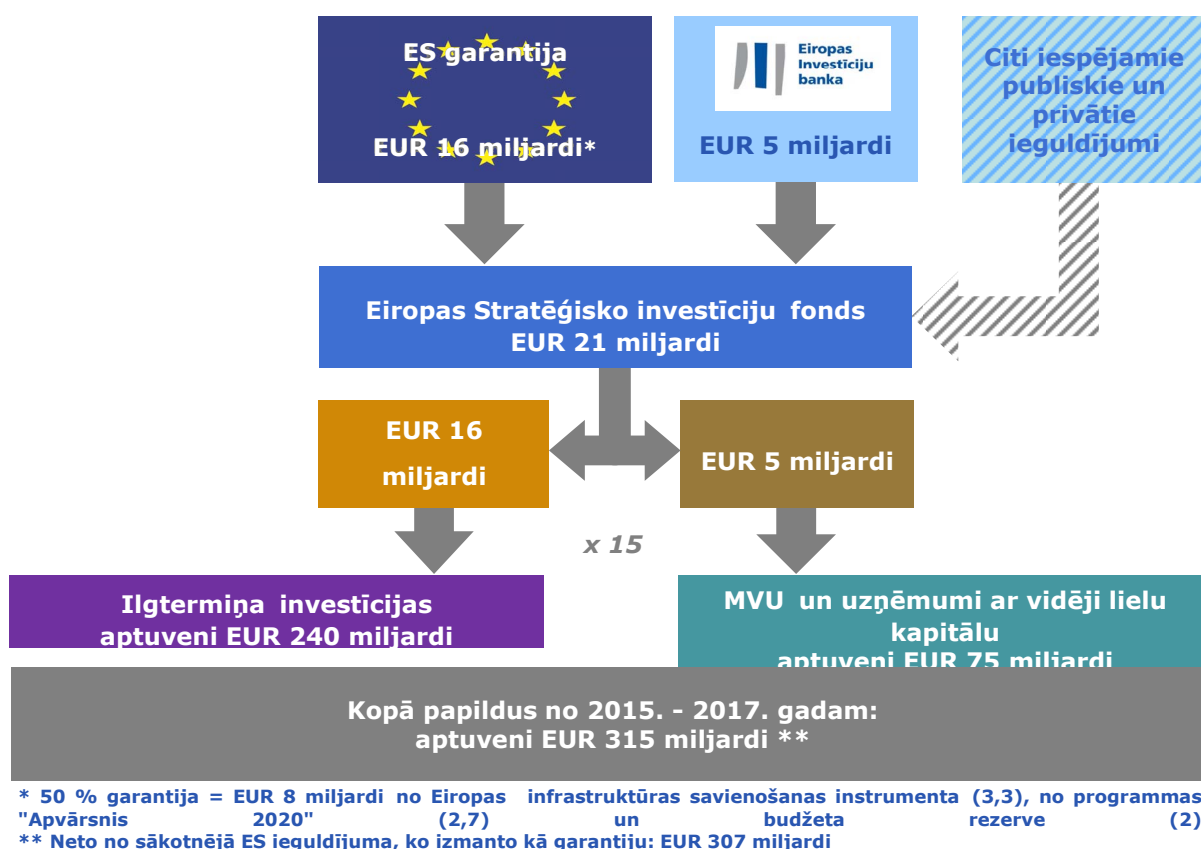 ES garantija
EUR 16 miljardi*
Eiropas
Investīciju
banka
EUR 5 miljardi
Citi iespējamie
publiskie un
privātie
ieguldījumi
Eiropas Stratēģisko investīciju fonds
EUR 21 miljardi
EUR 16
miljardi
EUR 5 miljardi
x 15
Ilgtermiņa investīcijas
aptuveni EUR 240 miljardi
MVU un uzņēmumi ar vidēji lielu
kapitālu
aptuveni EUR 75 miljardi
Kopā papildus no 2015. - 2017. gadam:
aptuveni EUR 315 miljardi **
* 50 % garantija = EUR 8 miljardi no Eiropas infrastruktūras savienošanas instrumenta (3,3), no programmas
"Apvārsnis 2020" (2,7) un budžeta rezerve (2)
** Neto no sākotnējā ES ieguldījuma, ko izmanto kā garantiju: EUR 307 miljardi